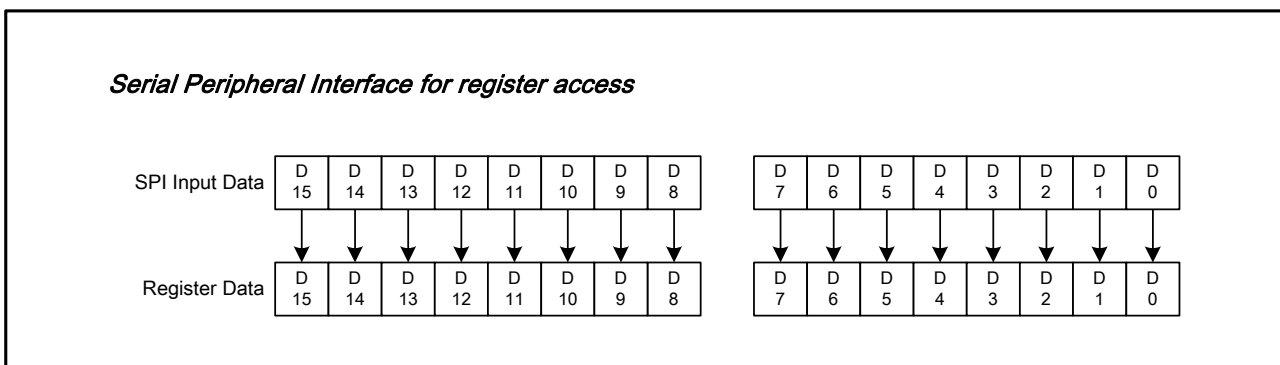 Serial Peripheral Interface for register access
SPI Input Data D 15 D 14 D 13 D 12 D 11 D 10 D 9 D 8 D 7 D 6 D 5 D 4 D 3 D 2 D 1 D 0
Register Data D 15 D 14 D 13 D 12 D 11 D 10 D 9 D 8 D 7 D 6 D 5 D 4 D 3 D 2 D 1 D 0